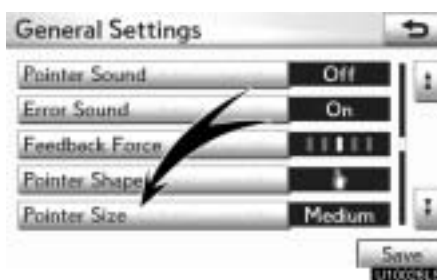 General Settings
Pointer Sound Off
Error Sound On
Feedback Force
Pointer Shape
Pointer Size Medium
Save